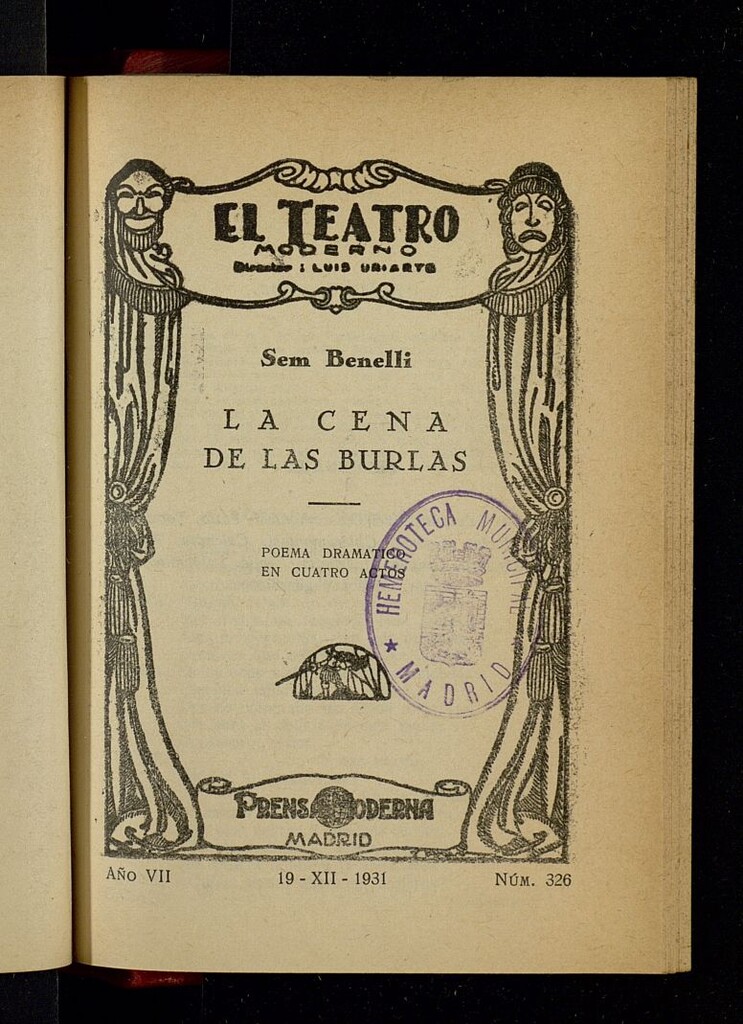 EL TEATRO
MODERNO
Director : LUIS URIARTE
Sem Benelli
LA CENA
DE LAS BURLAS
POEMA DRAMATICO
EN CUATRO ACTOS
HEMEROTECA MUNICIPAL
★ MADRID ★
PRENSA MODERNA
MADRID
AÑO VII 19 - XII - 1931 NÚM. 326